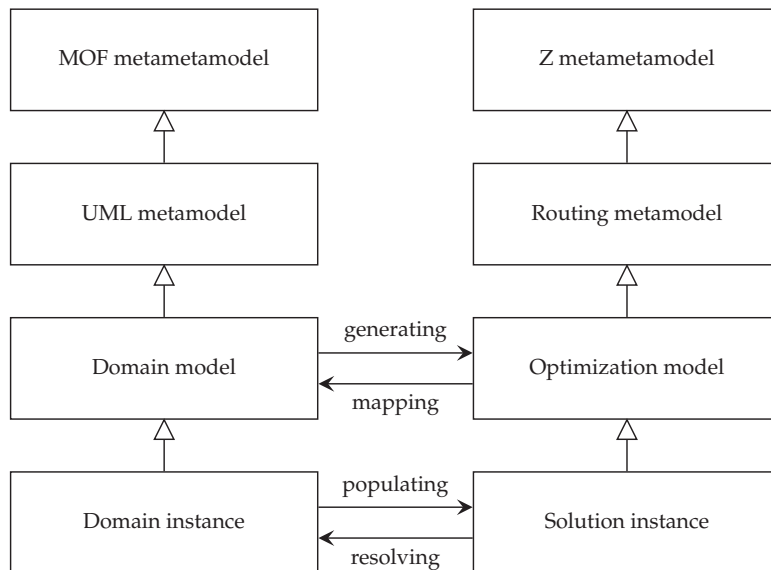 MOF metametamodel
Z metametamodel
UML metamodel
Routing metamodel
generating
Domain model
Optimization model
mapping
populating
Domain instance
Solution instance
resolving